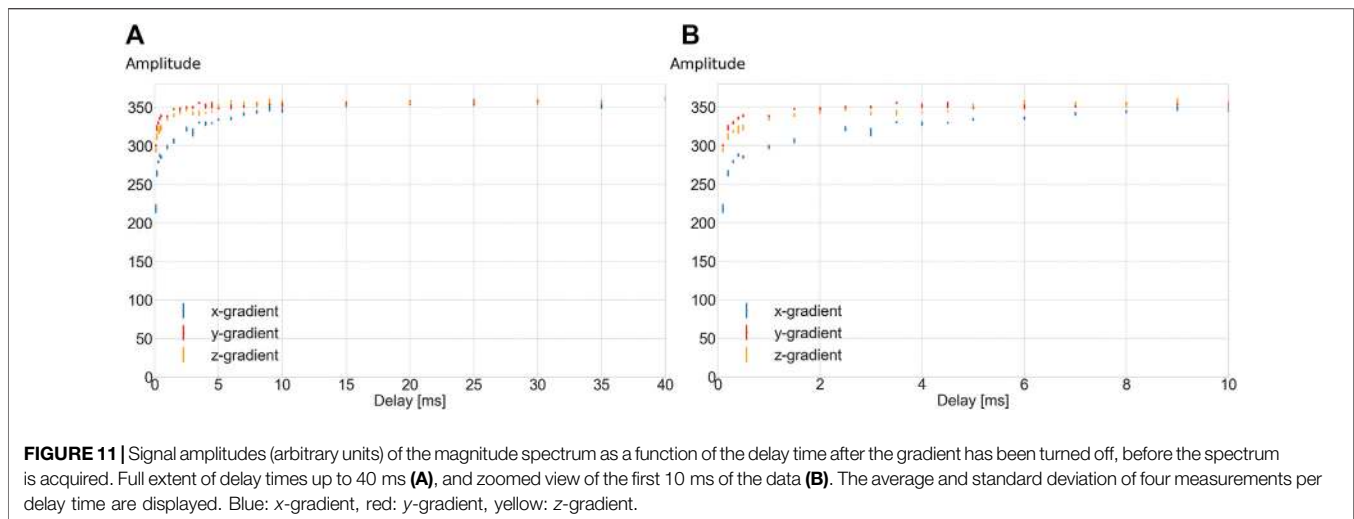 A
Amplitude
350
300
250
200
150
100
50
0
x-gradient
y-gradient
z-gradient
0 5 10 15 20 25 30 35 40
Delay [ms]
B
Amplitude
350
300
250
200
150
100
50
0
x-gradient
y-gradient
z-gradient
0 2 4 6 8 10
Delay [ms]
FIGURE 11 | Signal amplitudes (arbitrary units) of the magnitude spectrum as a function of the delay time after the gradient has been turned off, before the spectrum
is acquired. Full extent of delay times up to 40 ms (A), and zoomed view of the first 10 ms of the data (B). The average and standard deviation of four measurements per
delay time are displayed. Blue: x-gradient, red: y-gradient, yellow: z-gradient.